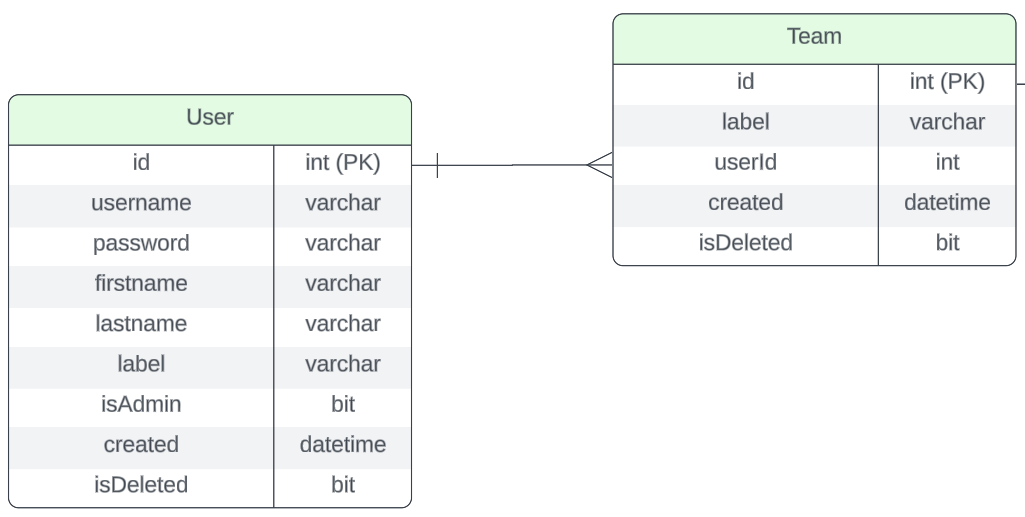 User
id int (PK)
username varchar
password varchar
firstname varchar
lastname varchar
label varchar
isAdmin bit
created datetime
isDeleted bit
Team
id int (PK)
label varchar
userId int
created datetime
isDeleted bit